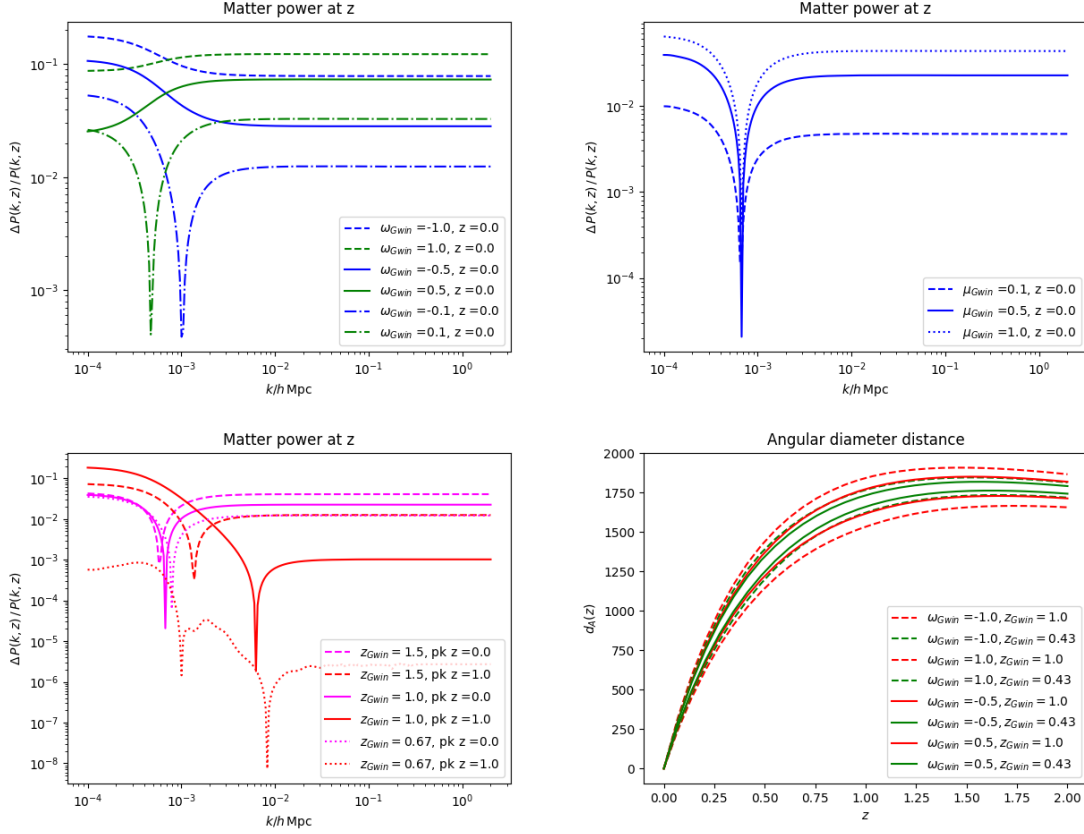 Matter power at z
Δ P(k, z) / P(k, z)
10⁻¹
10⁻²
10⁻³
ω_Gwin =-1.0, z =0.0
ω_Gwin =1.0, z =0.0
ω_Gwin =-0.5, z =0.0
ω_Gwin =0.5, z =0.0
ω_Gwin =-0.1, z =0.0
ω_Gwin =0.1, z =0.0
10⁻⁴ 10⁻³ 10⁻² 10⁻¹ 10⁰
k/h Mpc
Matter power at z
Δ P(k, z) / P(k, z)
10⁻²
10⁻³
10⁻⁴
μ_Gwin =0.1, z =0.0
μ_Gwin =0.5, z =0.0
μ_Gwin =1.0, z =0.0
10⁻⁴ 10⁻³ 10⁻² 10⁻¹ 10⁰
k/h Mpc
Matter power at z
Δ P(k, z) / P(k, z)
10⁻¹
10⁻²
10⁻³
10⁻⁴
10⁻⁵
10⁻⁶
10⁻⁷
10⁻⁸
z_Gwin = 1.5, pk z =0.0
z_Gwin = 1.5, pk z =1.0
z_Gwin = 1.0, pk z =0.0
z_Gwin = 1.0, pk z =1.0
z_Gwin = 0.67, pk z =0.0
z_Gwin = 0.67, pk z =1.0
10⁻⁴ 10⁻³ 10⁻² 10⁻¹ 10⁰
k/h Mpc
Angular diameter distance
d_A(z)
2000
1750
1500
1250
1000
750
500
250
0
ω_Gwin =-1.0, z_Gwin = 1.0
ω_Gwin =-1.0, z_Gwin = 0.43
ω_Gwin =1.0, z_Gwin = 1.0
ω_Gwin =1.0, z_Gwin = 0.43
ω_Gwin =-0.5, z_Gwin = 1.0
ω_Gwin =-0.5, z_Gwin = 0.43
ω_Gwin =0.5, z_Gwin = 1.0
ω_Gwin =0.5, z_Gwin = 0.43
0.00 0.25 0.50 0.75 1.00 1.25 1.50 1.75 2.00
z